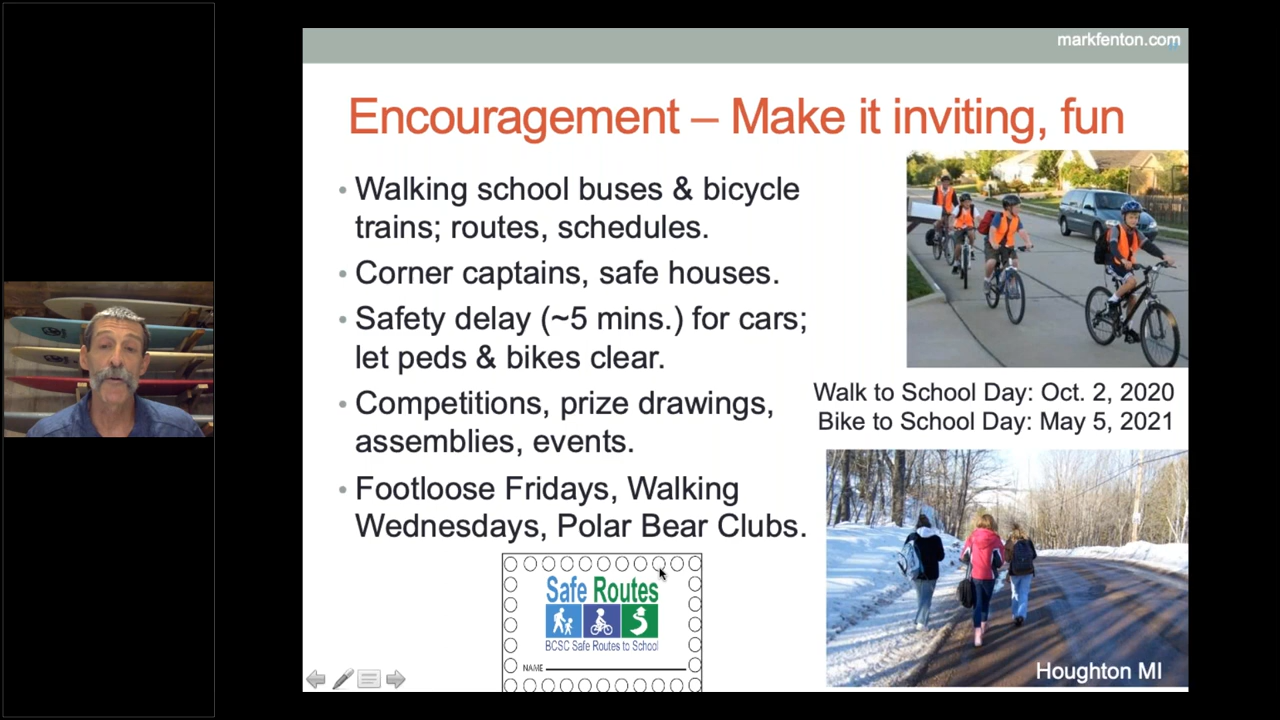 markfenton.com
Encouragement – Make it inviting, fun
• Walking school buses & bicycle
trains; routes, schedules.
• Corner captains, safe houses.
• Safety delay (~5 mins.) for cars;
let peds & bikes clear.
• Competitions, prize drawings,
assemblies, events.
• Footloose Fridays, Walking
Wednesdays, Polar Bear Clubs.
Walk to School Day: Oct. 2, 2020
Bike to School Day: May 5, 2021
Safe Routes
BCSC Safe Routes to School
NAME
Houghton MI